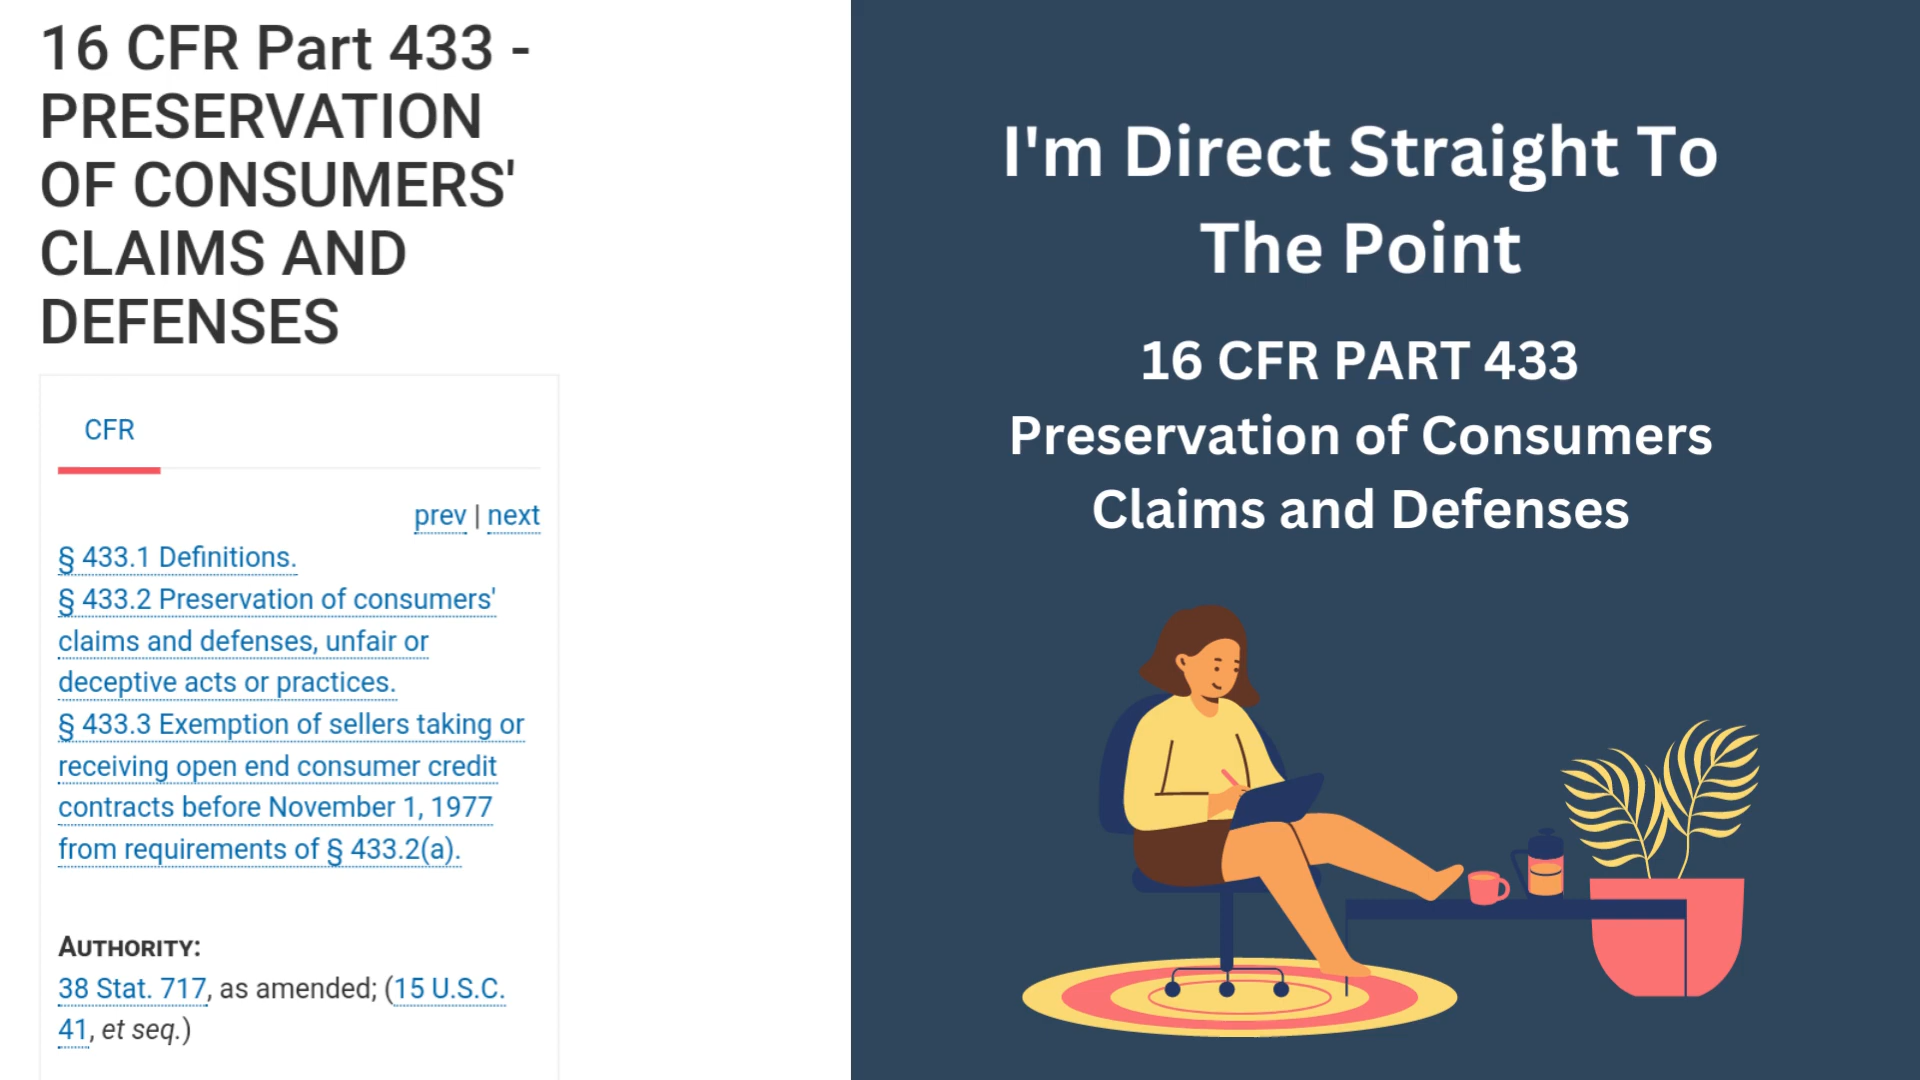 16 CFR Part 433 -
PRESERVATION
OF CONSUMERS'
CLAIMS AND
DEFENSES
CFR
prev | next
§ 433.1 Definitions.
§ 433.2 Preservation of consumers'
claims and defenses, unfair or
deceptive acts or practices.
§ 433.3 Exemption of sellers taking or
receiving open end consumer credit
contracts before November 1, 1977
from requirements of § 433.2(a).
AUTHORITY:
38 Stat. 717, as amended; (15 U.S.C.
41, et seq.)
I'm Direct Straight To
The Point
16 CFR PART 433
Preservation of Consumers
Claims and Defenses